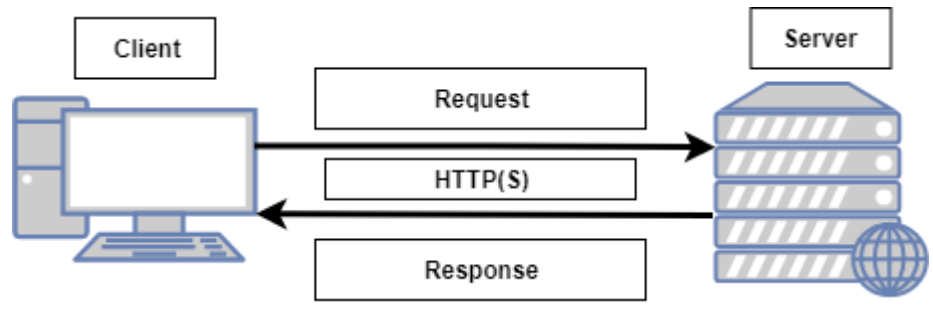 Client
Server
Request
HTTP(S)
Response